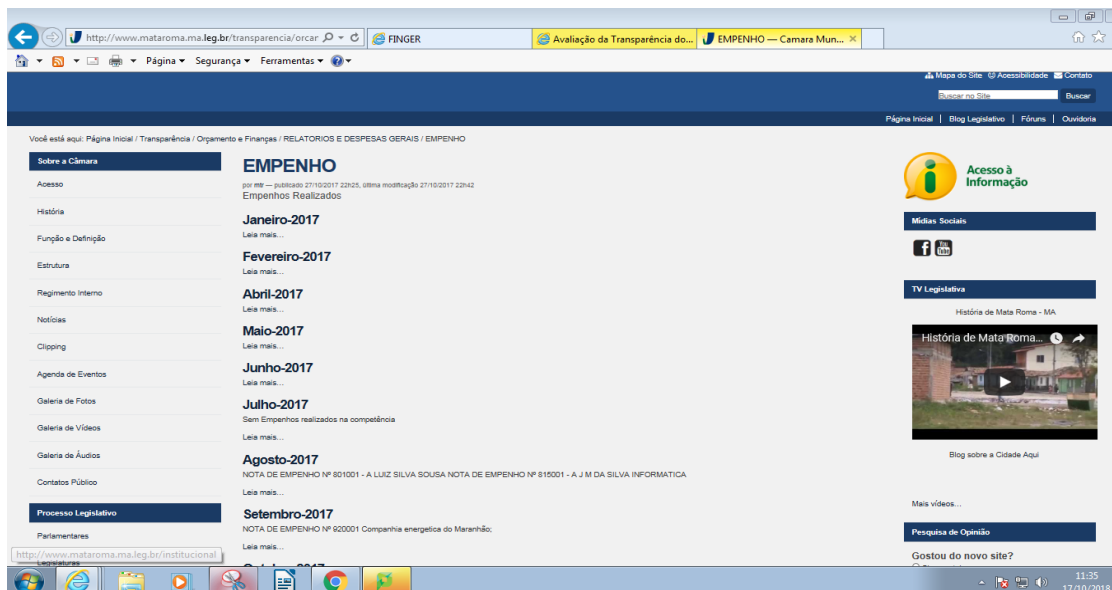 http://www.mataroma.ma.leg.br/transparencia/orcar
FINGER
Avaliação da Transparência do...
EMPENHO — Camara Mun...
Página Segurança Ferramentas
Mapa do Site Acessibilidade Contato
Buscar no Site Buscar
Página Inicial | Blog Legislativo | Fóruns | Ouvidoria
Você está aqui: Página Inicial / Transparência / Orçamento e Finanças / RELATORIOS E DESPESAS GERAIS / EMPENHO
Sobre a Câmara
Acesso
História
Função e Definição
Estrutura
Regimento Interno
Notícias
Clipping
Agenda de Eventos
Galeria de Fotos
Galeria de Vídeos
Galeria de Áudios
Contatos Público
Processo Legislativo
Parlamentares
http://www.mataroma.ma.leg.br/institucional
Legislaturas
EMPENHO
por mtr — publicado 27/10/2017 22h25, última modificação 27/10/2017 22h42
Empenhos Realizados
Janeiro-2017
Leia mais...
Fevereiro-2017
Leia mais...
Abril-2017
Leia mais...
Maio-2017
Leia mais...
Junho-2017
Leia mais...
Julho-2017
Sem Empenhos realizados na competência
Leia mais...
Agosto-2017
NOTA DE EMPENHO Nº 801001 - A LUIZ SILVA SOUSA NOTA DE EMPENHO Nº 815001 - A J M DA SILVA INFORMATICA
Leia mais...
Setembro-2017
NOTA DE EMPENHO Nº 920001 Companhia energetica do Maranhão;
Leia mais...
Acesso à
Informação
Mídias Sociais
You
Tube
TV Legislativa
História de Mata Roma - MA
História de Mata Roma...
Blog sobre a Cidade Aqui
Mais vídeos...
Pesquisa de Opinião
Gostou do novo site?
11:35
17/10/2018